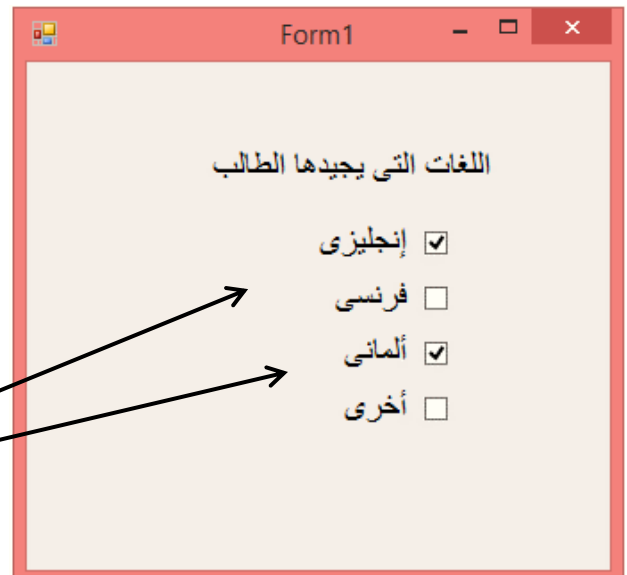 Form1
اللغات التى يجيدها الطالب
إنجليزى
فرنسى
ألمانى
أخرى